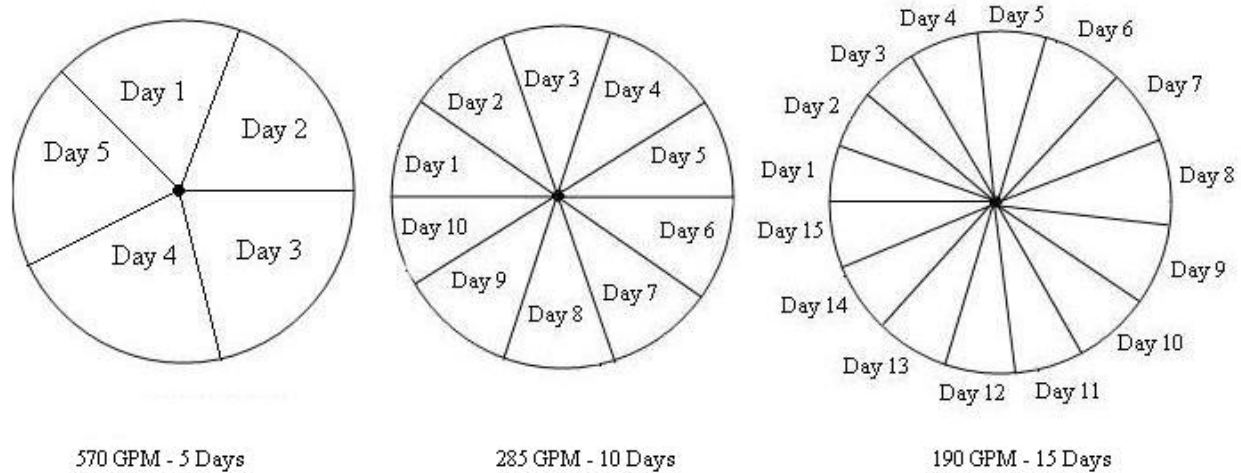 Day 1
Day 2
Day 3
Day 4
Day 5
570 GPM - 5 Days
Day 1
Day 2
Day 3
Day 4
Day 5
Day 6
Day 7
Day 8
Day 9
Day 10
285 GPM - 10 Days
Day 1
Day 2
Day 3
Day 4
Day 5
Day 6
Day 7
Day 8
Day 9
Day 10
Day 11
Day 12
Day 13
Day 14
Day 15
190 GPM - 15 Days